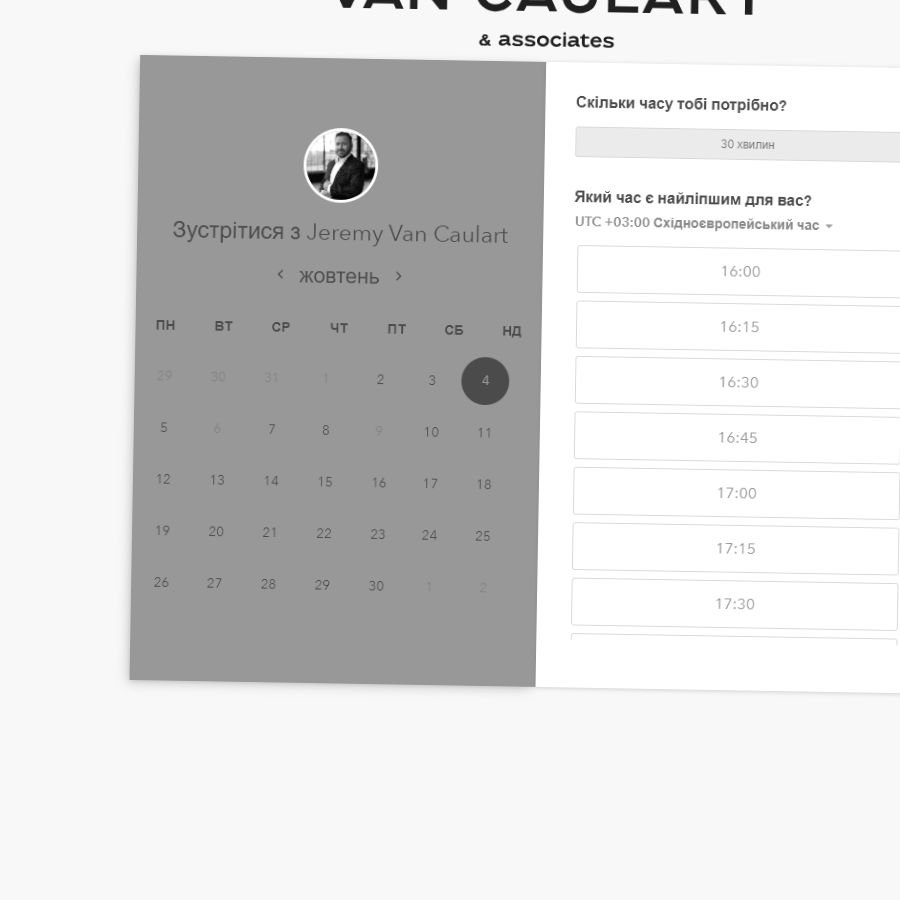 VAN CAULART
& associates
Зустрітися з Jeremy Van Caulart
жовтень
ПН ВТ СР ЧТ ПТ СБ НД
29 30 31 1 2 3 4
5 6 7 8 9 10 11
12 13 14 15 16 17 18
19 20 21 22 23 24 25
26 27 28 29 30 1 2
Скільки часу тобі потрібно?
30 хвилин
Який час є найліпшим для вас?
UTC +03:00 Східноєвропейський час
16:00
16:15
16:30
16:45
17:00
17:15
17:30